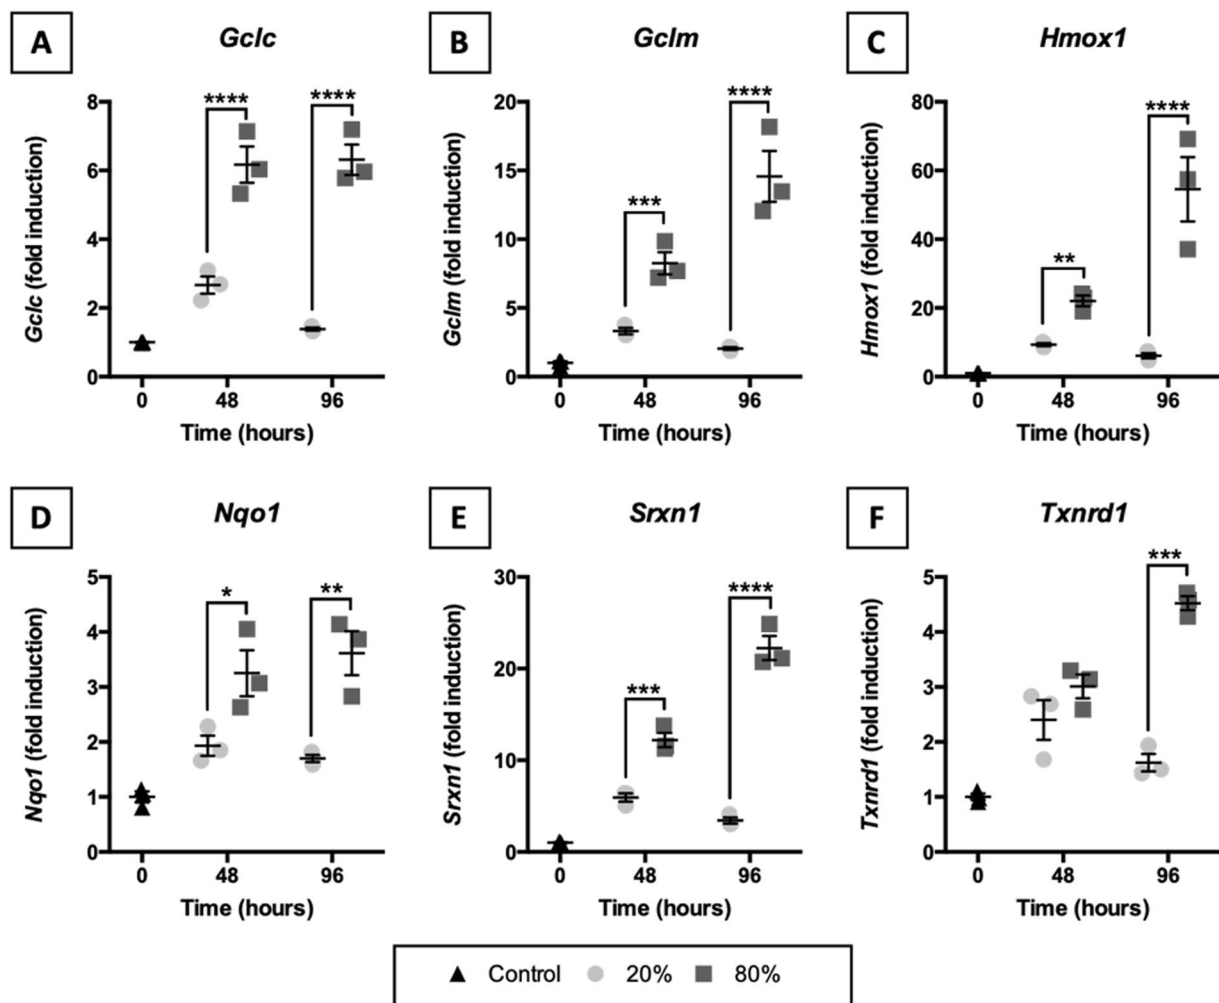 A
Gclc
Gclc (fold induction)
8
6
4
2
0
****
****
0 48 96
Time (hours)
B
Gclm
Gclm (fold induction)
20
15
10
5
0
***
****
0 48 96
Time (hours)
C
Hmox1
Hmox1 (fold induction)
80
60
40
20
0
**
****
0 48 96
Time (hours)
D
Nqo1
Nqo1 (fold induction)
5
4
3
2
1
0
*
**
0 48 96
Time (hours)
E
Srxn1
Srxn1 (fold induction)
30
20
10
0
***
****
0 48 96
Time (hours)
F
Txnrd1
Txnrd1 (fold induction)
5
4
3
2
1
0
***
0 48 96
Time (hours)
Control 20% 80%